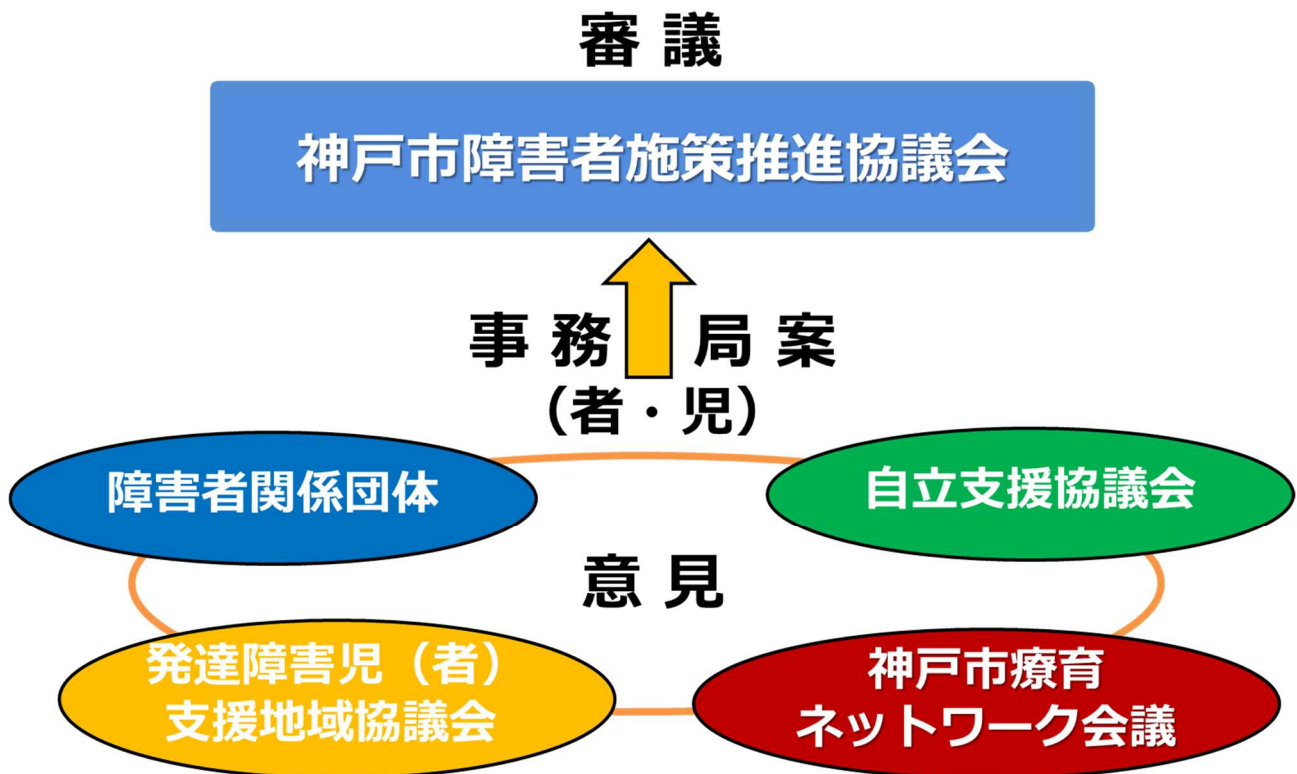 審議
神戸市障害者施策推進協議会
事務局案
(者・児)
障害者関係団体
自立支援協議会
意見
発達障害児(者)
支援地域協議会
神戸市療育
ネットワーク会議